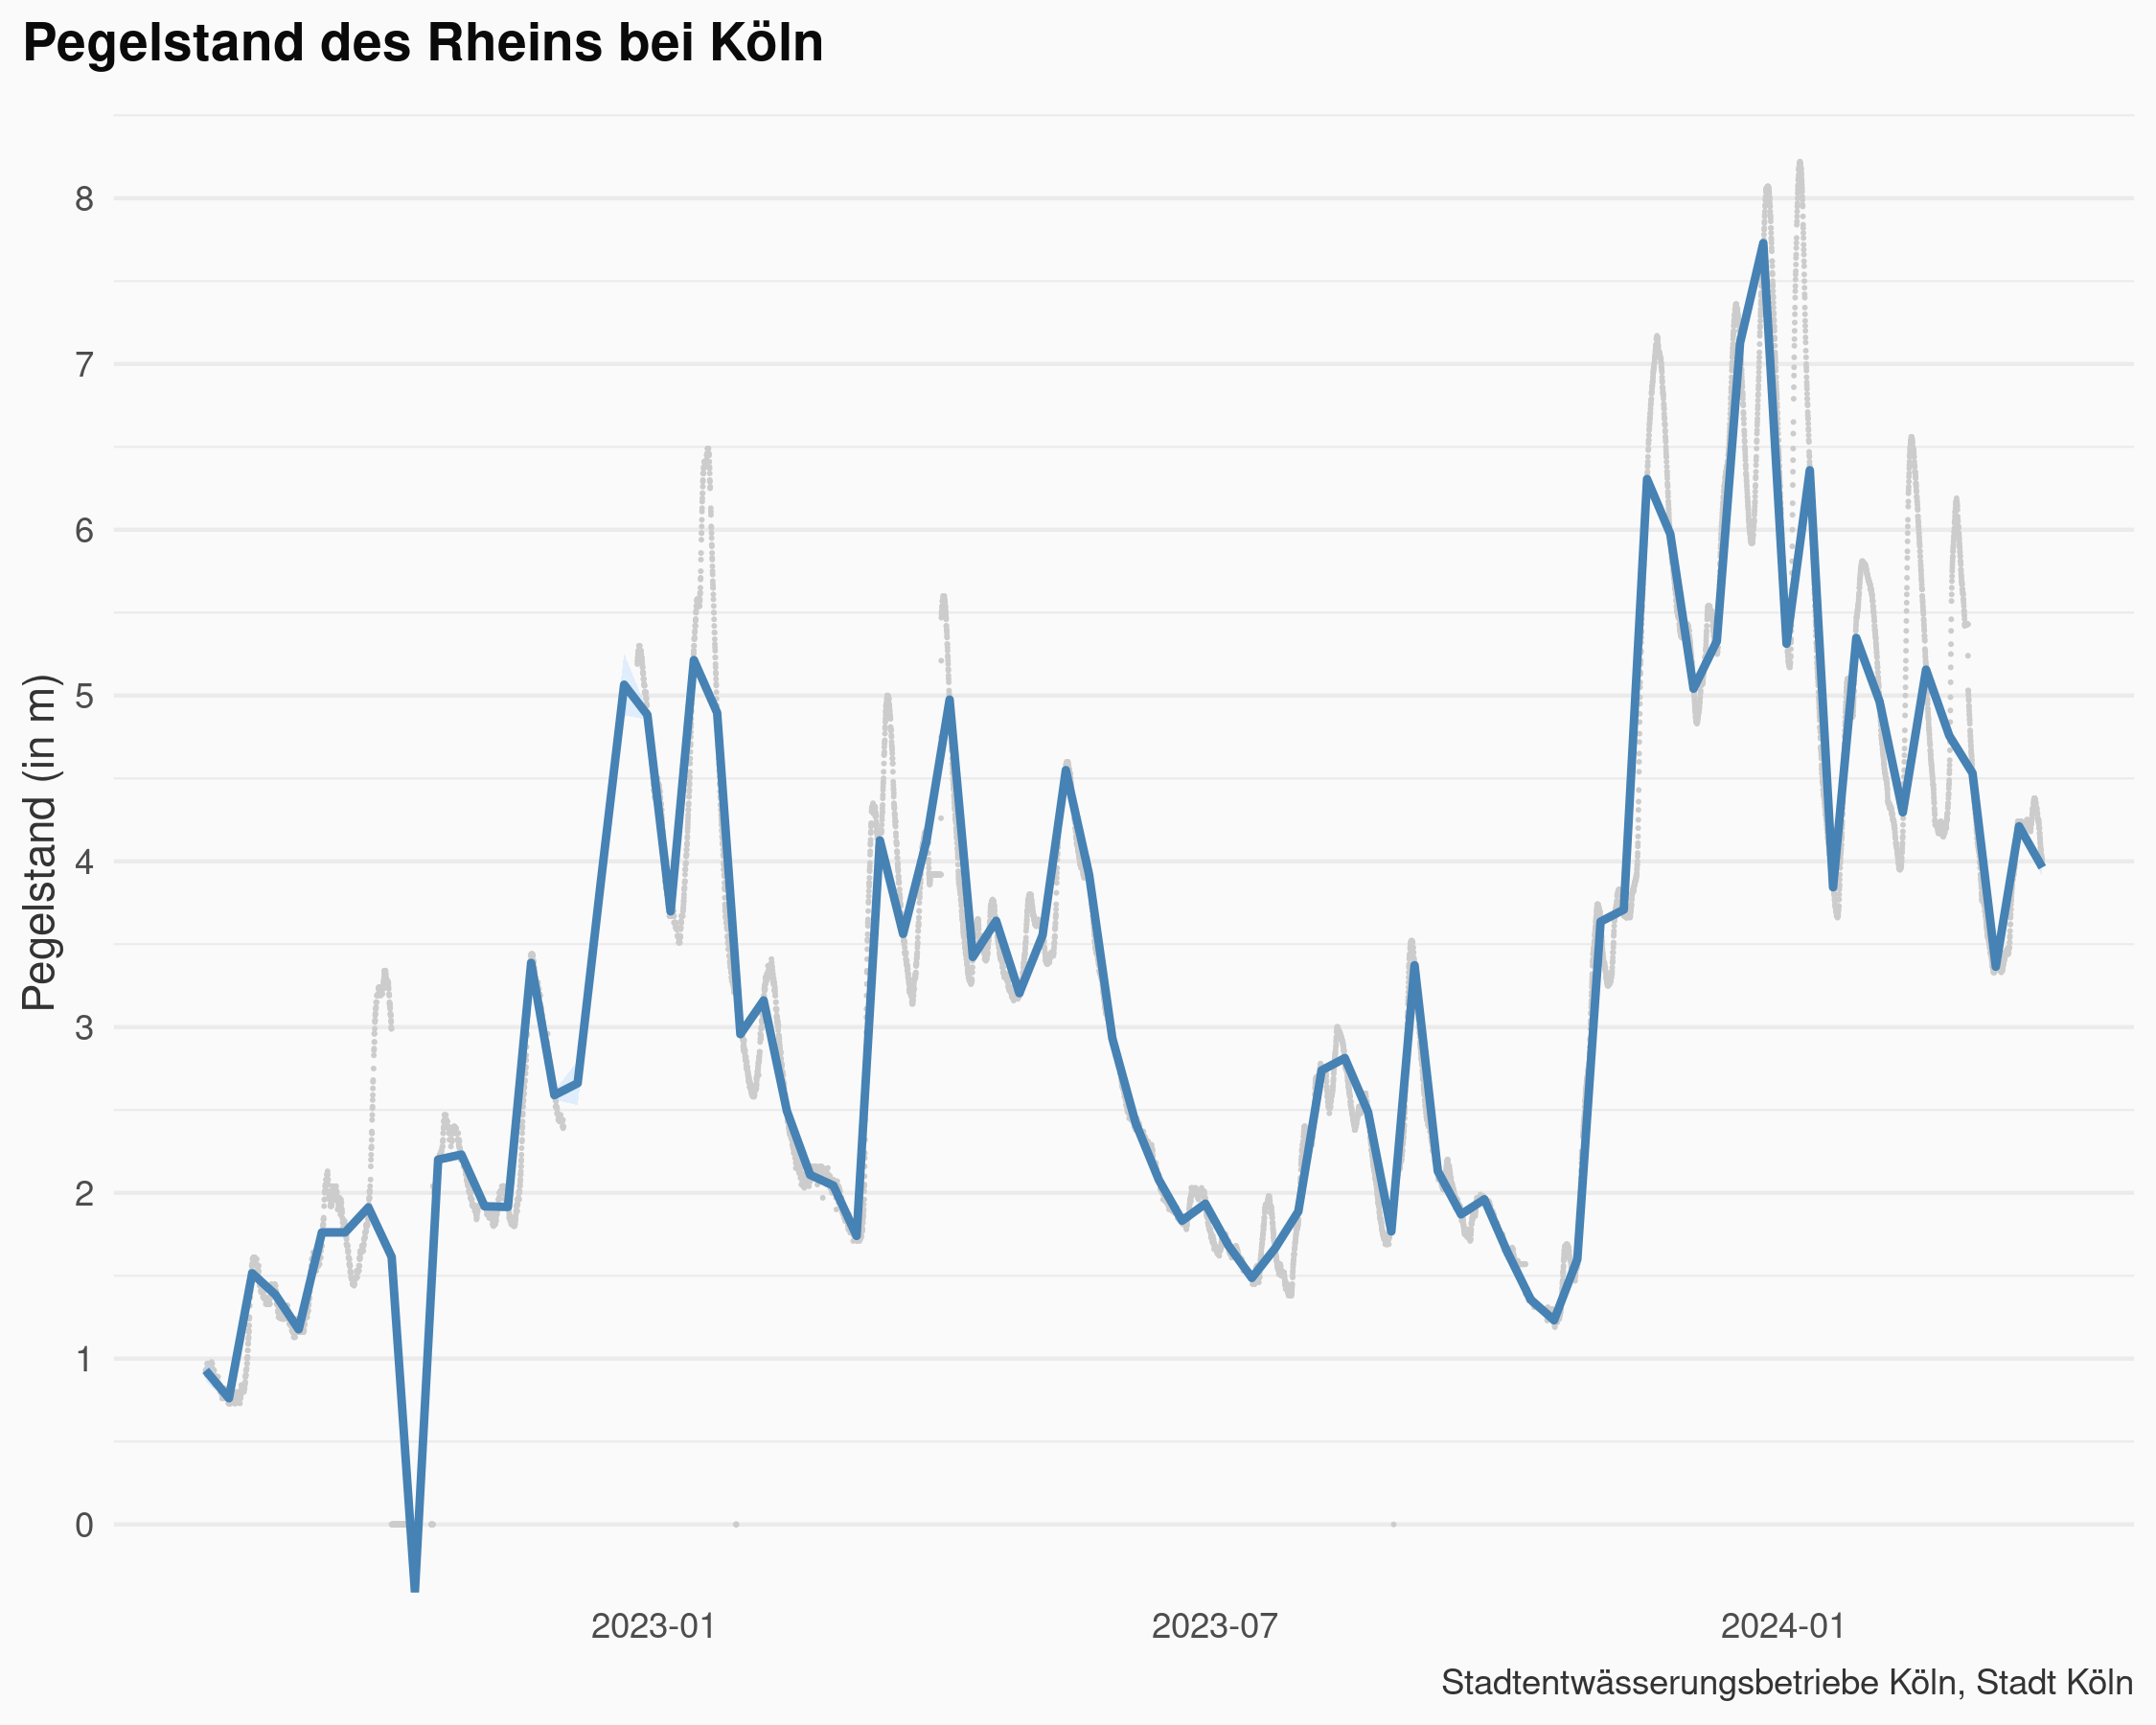 Pegelstand des Rheins bei Köln
Pegelstand (in m)
8
7
6
5
4
3
2
1
0
2023-01 2023-07 2024-01
Stadtentwässerungsbetriebe Köln, Stadt Köln